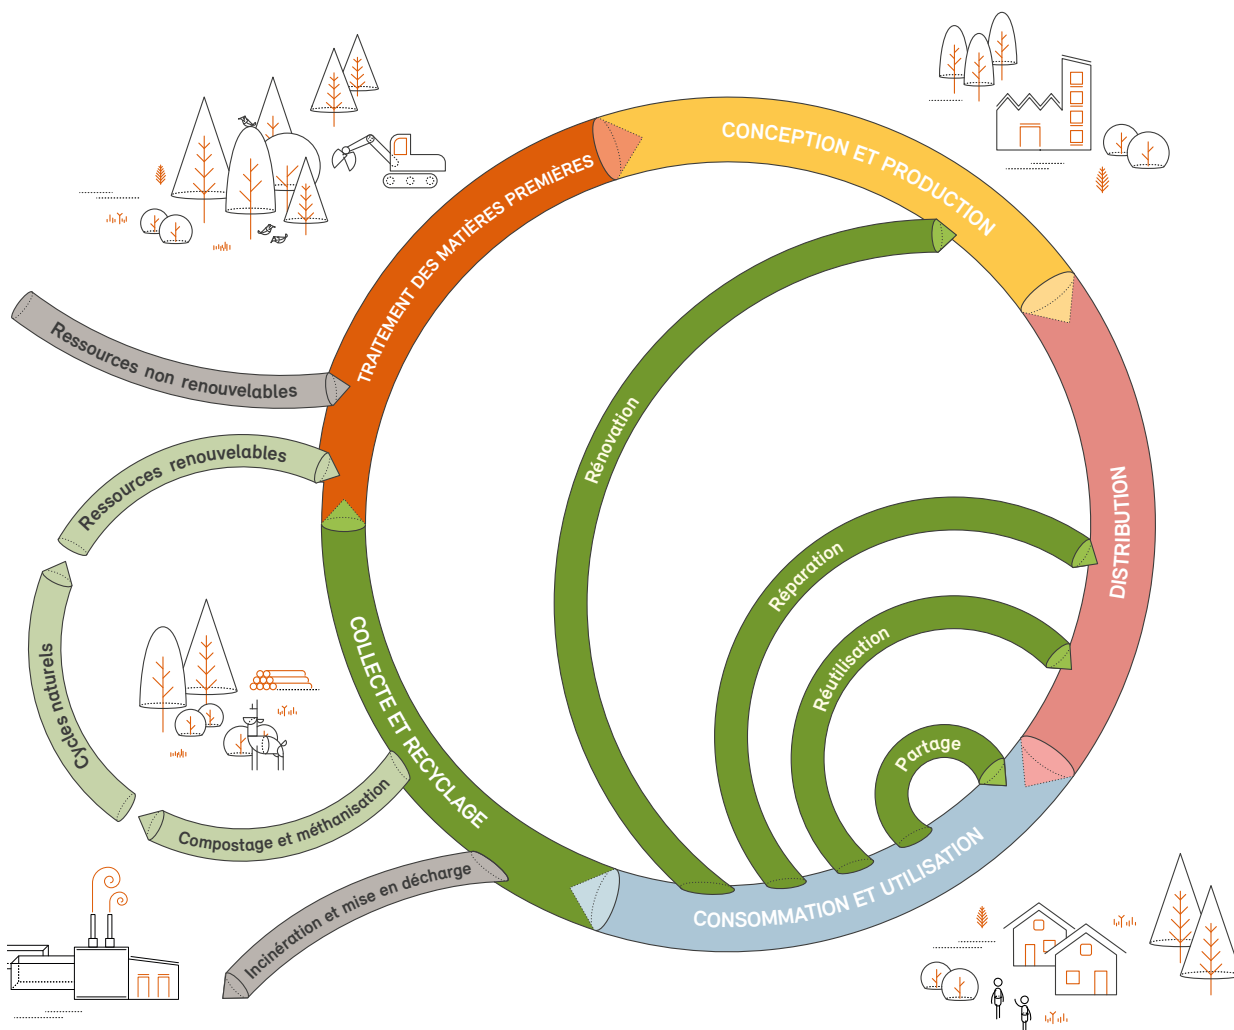 CONCEPTION ET PRODUCTION
TRAITEMENT DES MATIÈRES PREMIÈRES
Ressources non renouvelables
Rénovation
Ressources renouvelables
DISTRIBUTION
Réparation
Réutilisation
COLLECTE ET RECYCLAGE
Cycles naturels
Partage
Compostage et méthanisation
CONSOMMATION ET UTILISATION
Incinération et mise en décharge